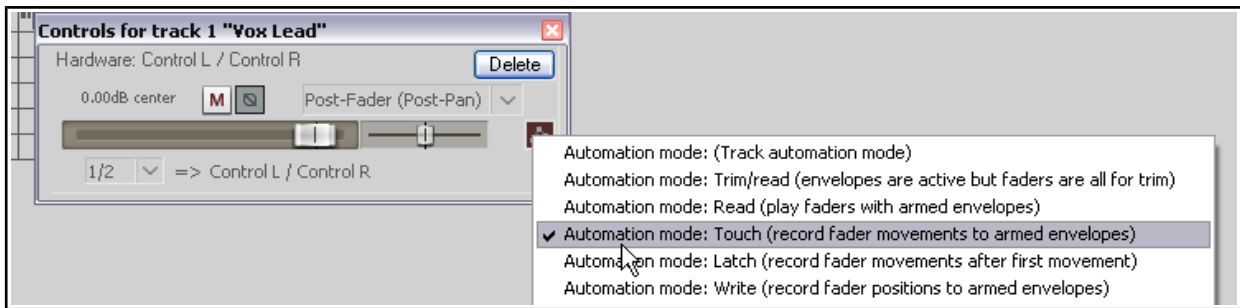 Controls for track 1 "Vox Lead"
Hardware: Control L / Control R
Delete
0.00dB center
M
Post-Fader (Post-Pan)
1/2
=> Control L / Control R
Automation mode: (Track automation mode)
Automation mode: Trim/read (envelopes are active but faders are all for trim)
Automation mode: Read (play faders with armed envelopes)
Automation mode: Touch (record fader movements to armed envelopes)
Automation mode: Latch (record fader movements after first movement)
Automation mode: Write (record fader positions to armed envelopes)